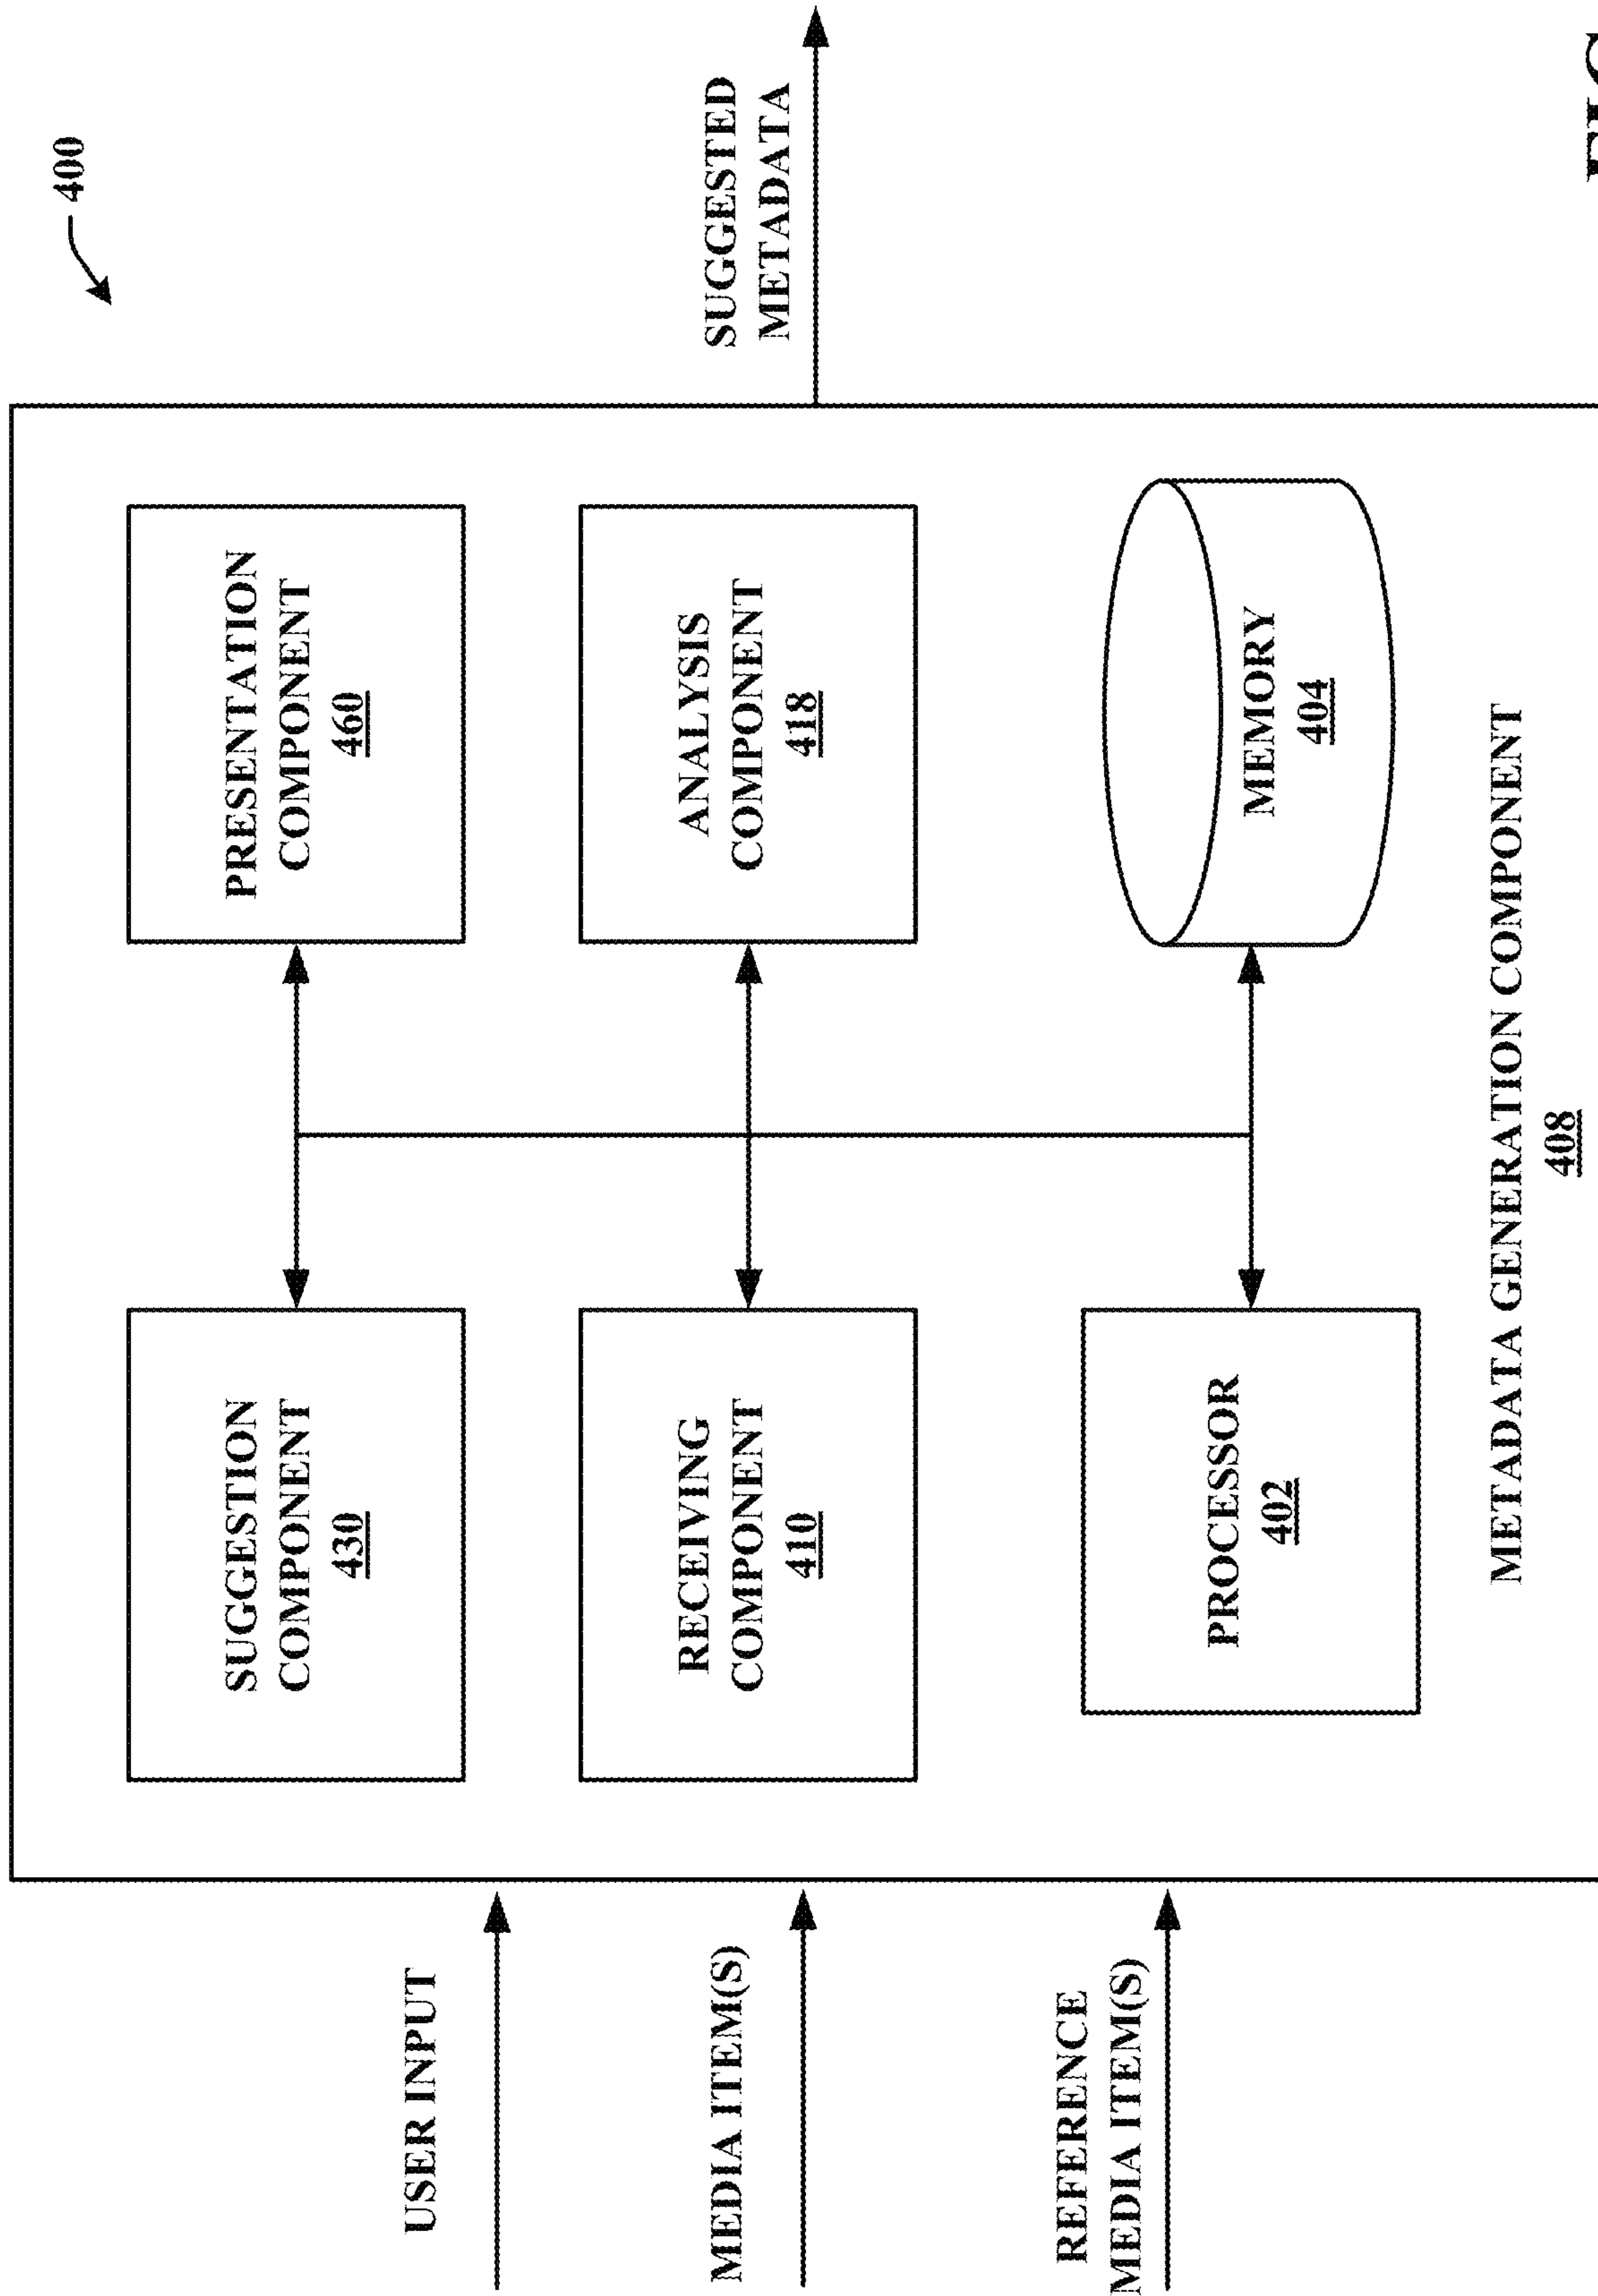 400
USER INPUT
MEDIA ITEM(S)
REFERENCE
MEDIA ITEM(S)
SUGGESTION
COMPONENT
430
PRESENTATION
COMPONENT
460
RECEIVING
COMPONENT
410
ANALYSIS
COMPONENT
418
PROCESSOR
402
MEMORY
404
METADATA GENERATION COMPONENT
408
SUGGESTED
METADATA